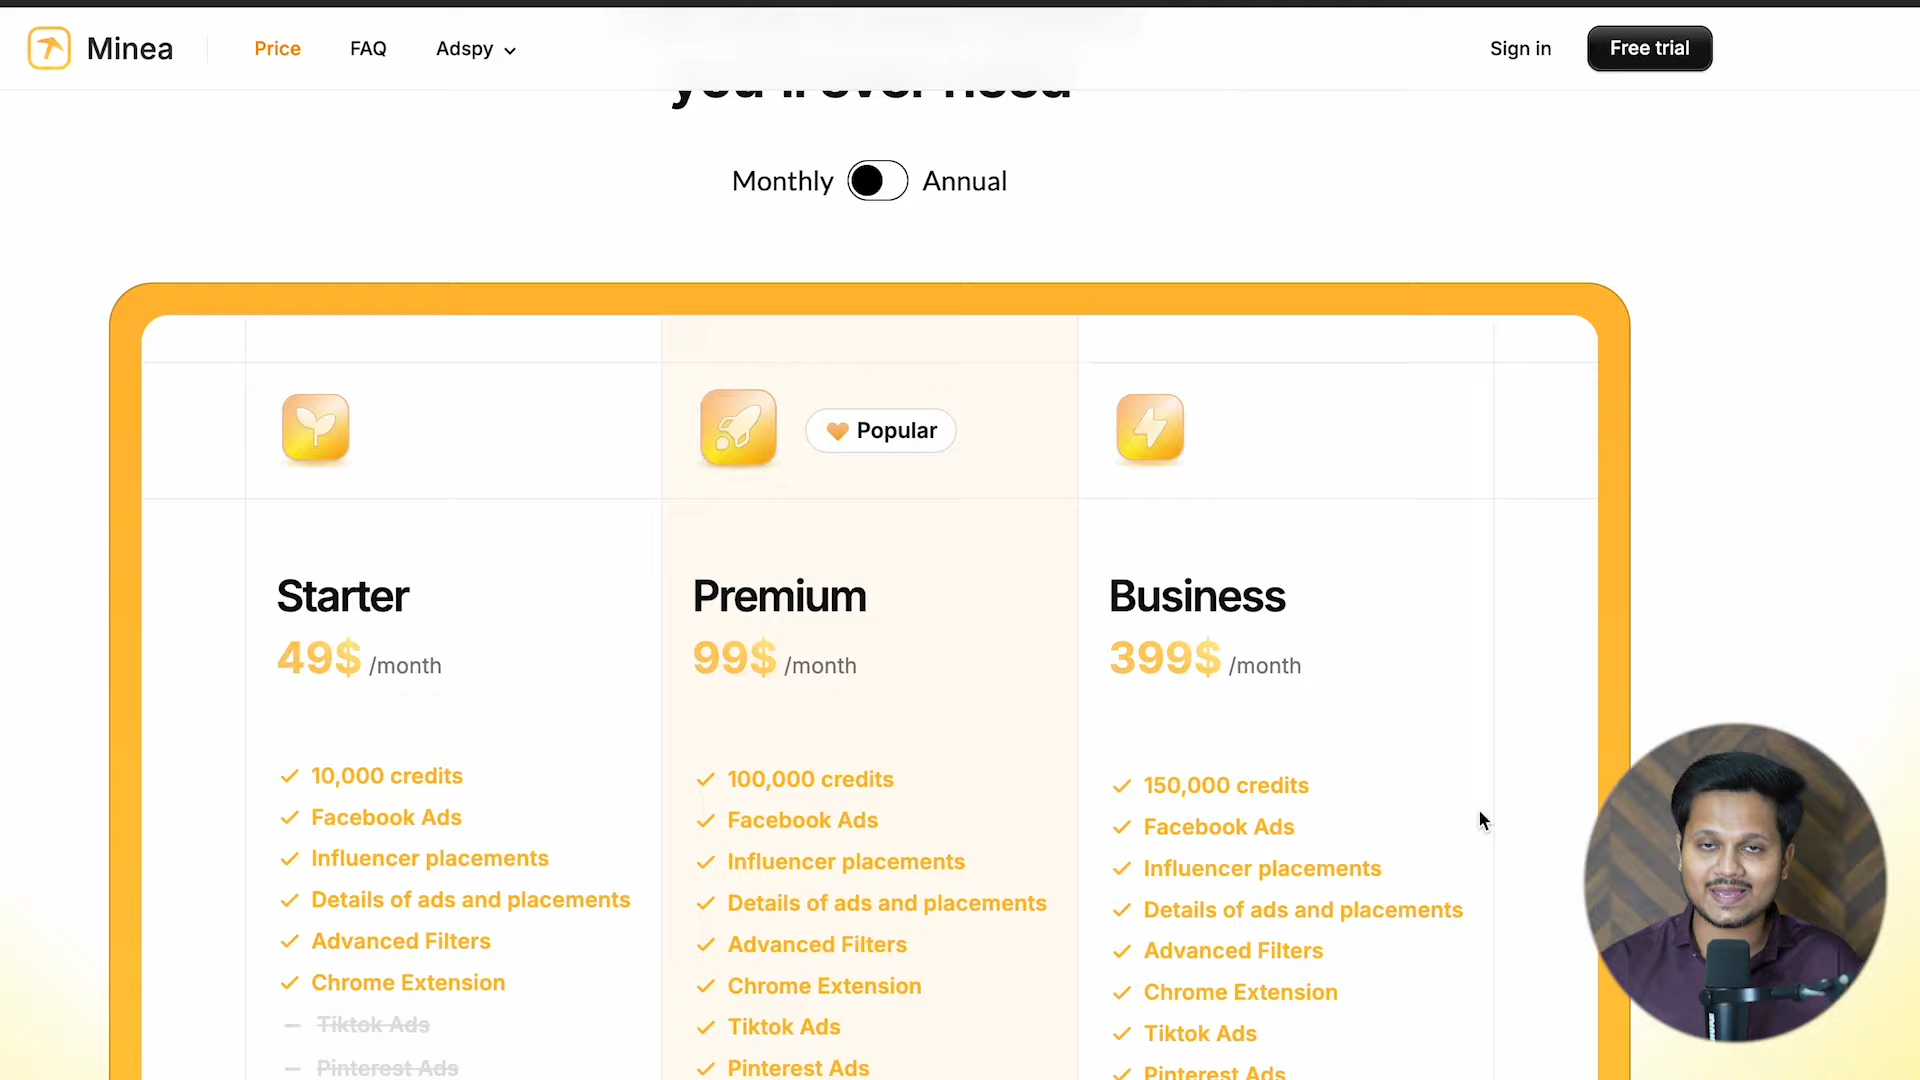 Minea
Price
FAQ
Adspy
Sign in
Free trial
you'll ever need
Monthly
Annual
Popular
Starter
49$ /month
10,000 credits
Facebook Ads
Influencer placements
Details of ads and placements
Advanced Filters
Chrome Extension
Tiktok Ads
Pinterest Ads
Premium
99$ /month
100,000 credits
Facebook Ads
Influencer placements
Details of ads and placements
Advanced Filters
Chrome Extension
Tiktok Ads
Pinterest Ads
Business
399$ /month
150,000 credits
Facebook Ads
Influencer placements
Details of ads and placements
Advanced Filters
Chrome Extension
Tiktok Ads
Pinterest Ads